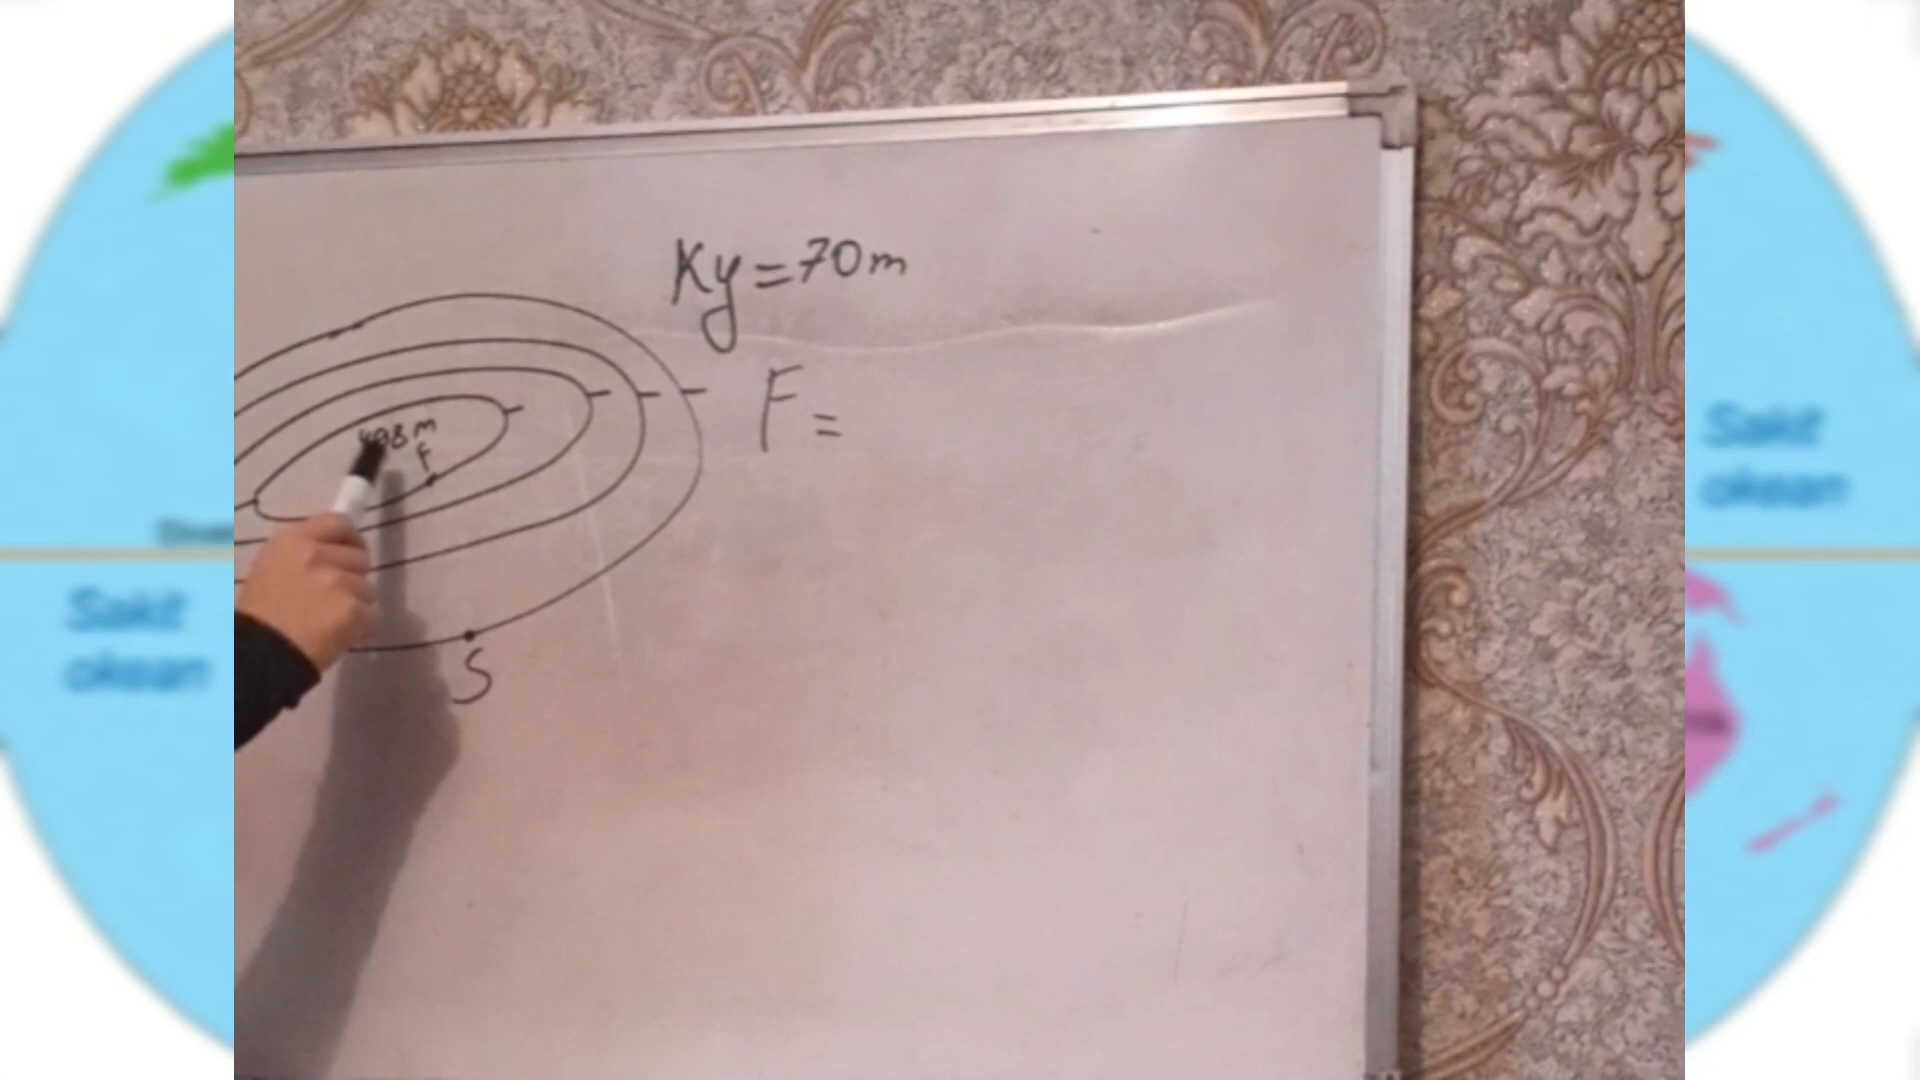 Ky=70m
F=
F
S
Sakit
okean
Sakit
okean